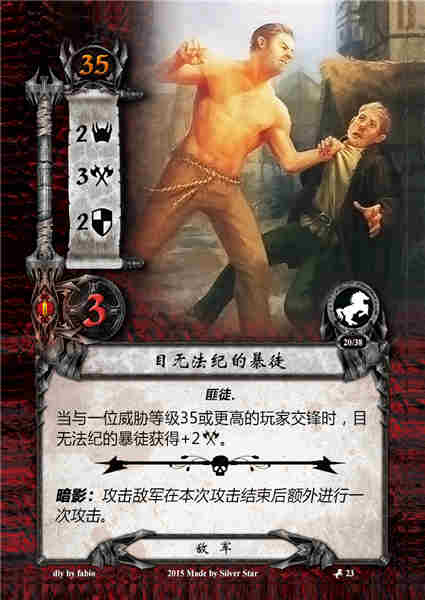 35
2
3
2
3
20/38
目无法纪的暴徒
匪徒.
当与一位威胁等级35或更高的玩家交锋时，目
无法纪的暴徒获得+2。
暗影：攻击敌军在本次攻击结束后额外进行一
次攻击。
敌 军
diy by fabio
2015 Made by Silver Star
23